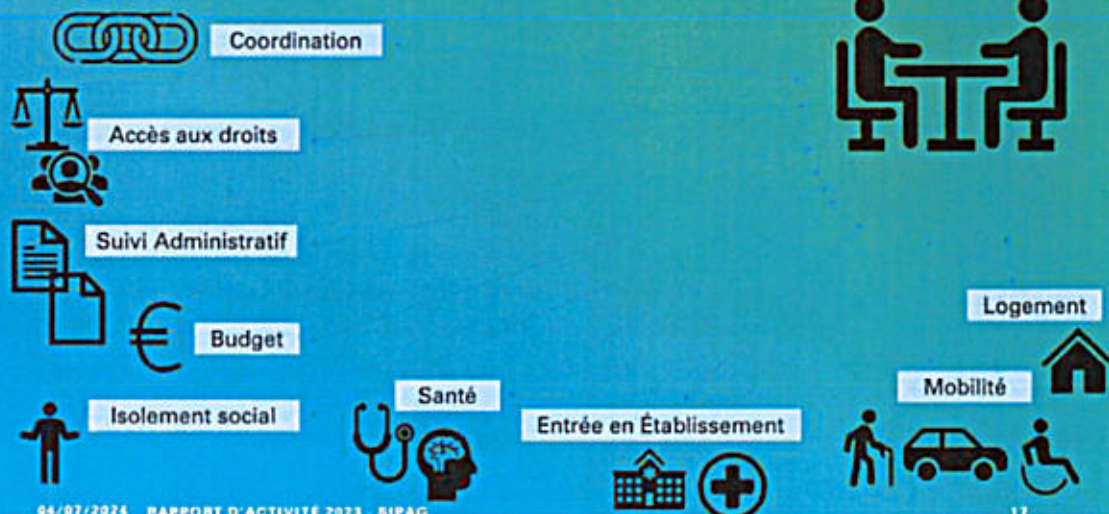 Coordination
Accès aux droits
Suivi Administratif
Budget
Isolement social
Santé
Entrée en Établissement
Mobilité
Logement
04/07/2024 RAPPORT D'ACTIVITÉ 2023 - SIPAG
17